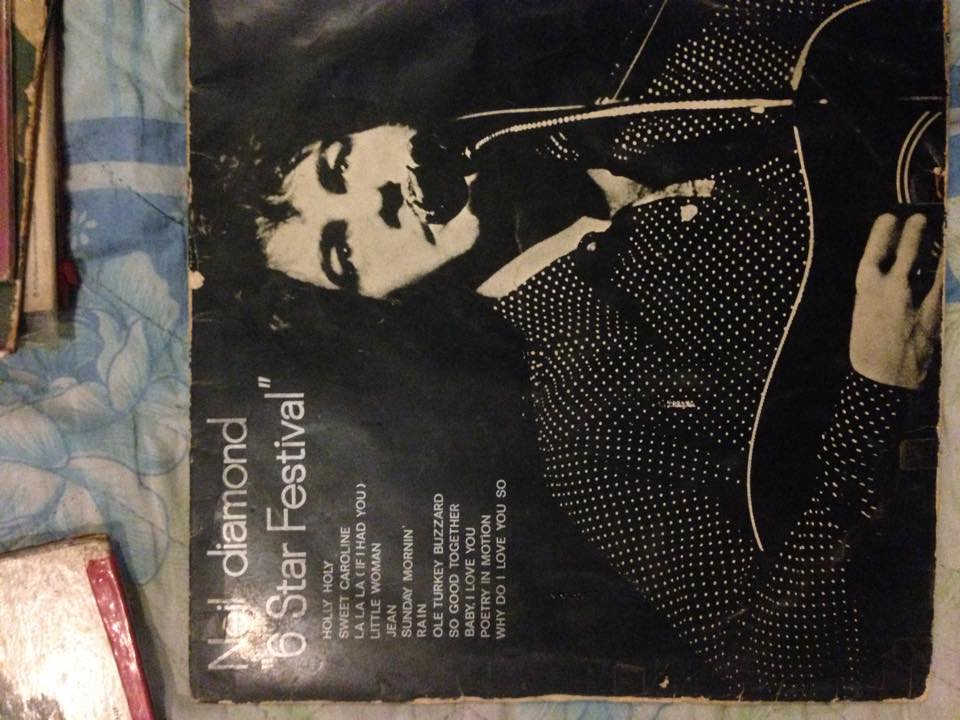 Neil diamond
"6 Star Festival"
HOLLY HOLY
SWEET CAROLINE
LA LA LA (IF I HAD YOU)
LITTLE WOMAN
JEAN
SUNDAY MORNIN'
RAIN
OLE TURKEY BUZZARD
SO GOOD TOGETHER
BABY, I LOVE YOU
POETRY IN MOTION
WHY DO I LOVE YOU SO